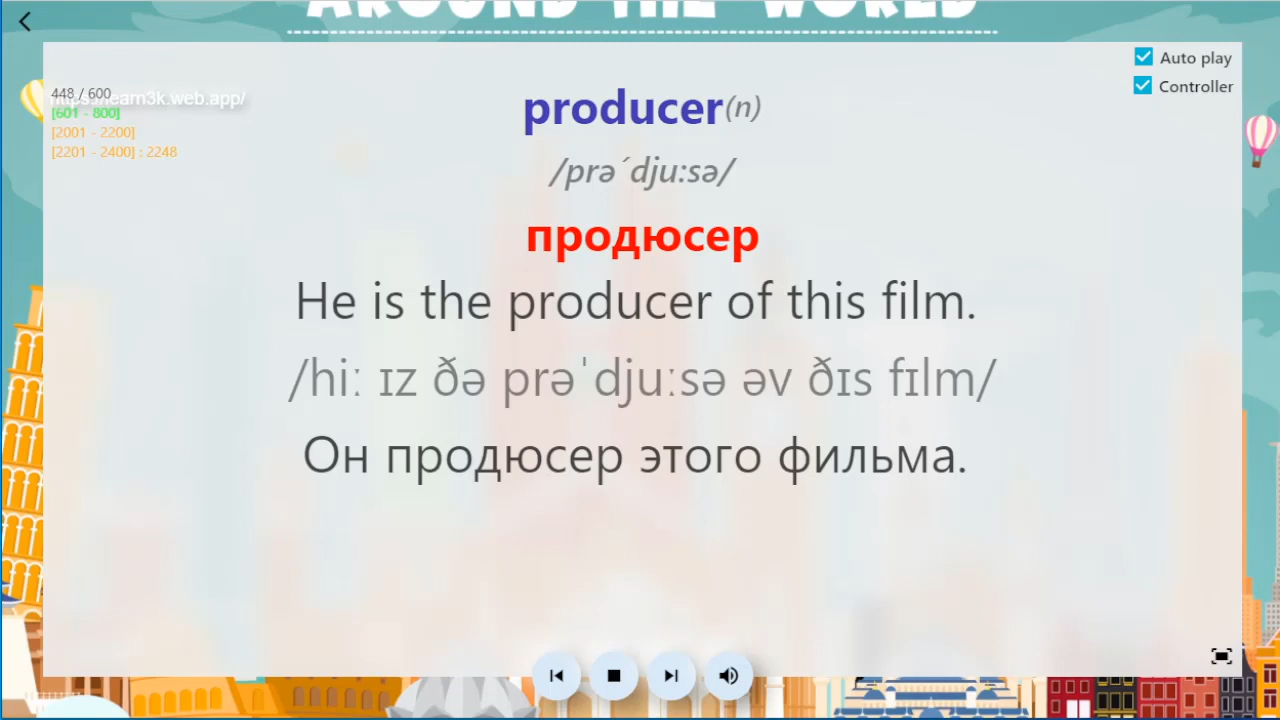 AROUND THE WORLD
Auto play
Controller
448 / 600
https://learn3k.web.app/
[601 - 800]
[2001 - 2200]
[2201 - 2400] : 2248
producer(n)
/prəˊdju:sə/
продюсер
He is the producer of this film.
/hiː ɪz ðə prəˈdjuːsə əv ðɪs fɪlm/
Он продюсер этого фильма.